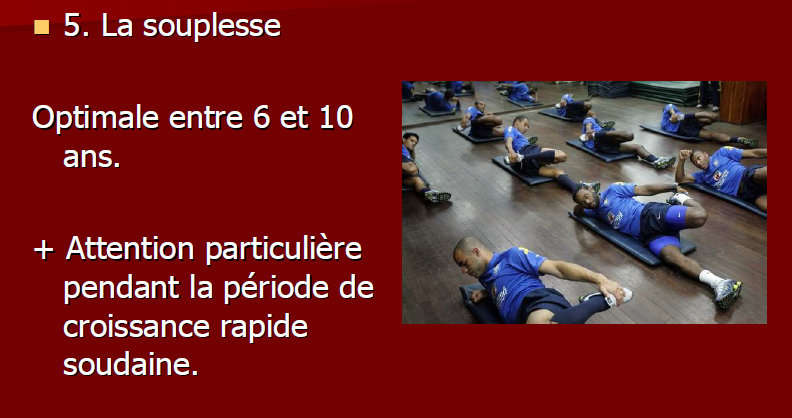 5. La souplesse
Optimale entre 6 et 10
ans.
+ Attention particulière
pendant la période de
croissance rapide
soudaine.